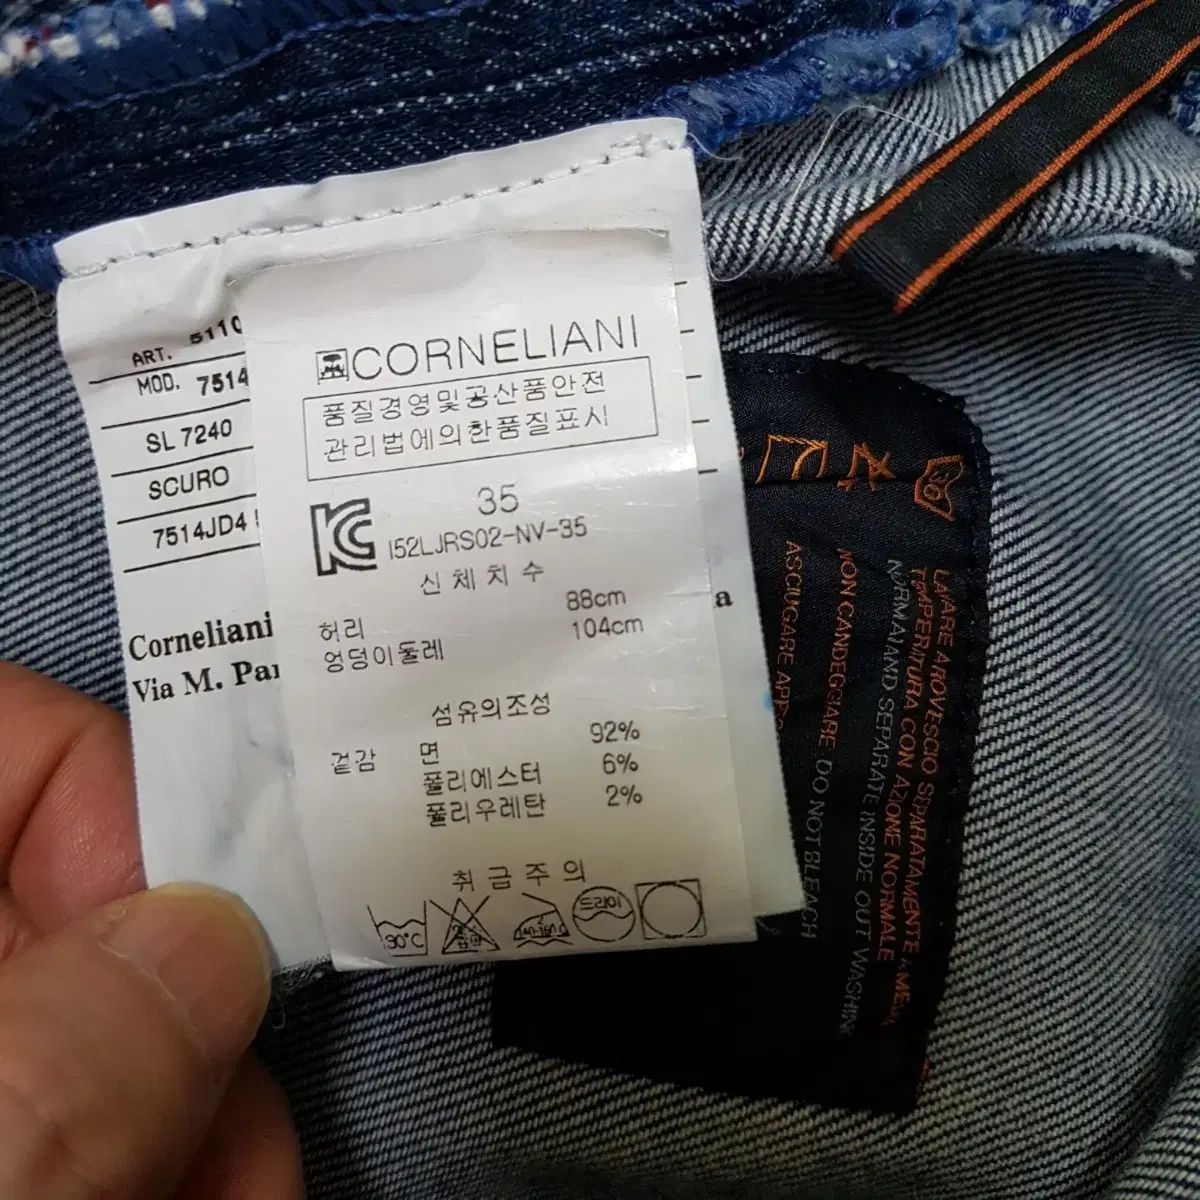 ART.
MOD. 7514
SL 7240
SCURO
7514JD4
Corneliani
Via M.
a
CORNELIANI
품질경영및공산품안전
관리법에의한품질표시
35
I52LJRS02-NV-35
신체치수
허리 88cm
엉덩이둘레 104cm
섬유의조성
겉감 면 92%
폴리에스터 6%
폴리우레탄 2%
취급주의
30°C
드라이
LAVARE A ROVESCIO SEPARATAMENTE A MEDIA
TEMPERATURA CON AZIONE NORMALE
NORMAL AND SEPARATE INSIDE OUT WASHING
NON CANDEGGIARE DO NOT BLEACH
ASCIUGARE